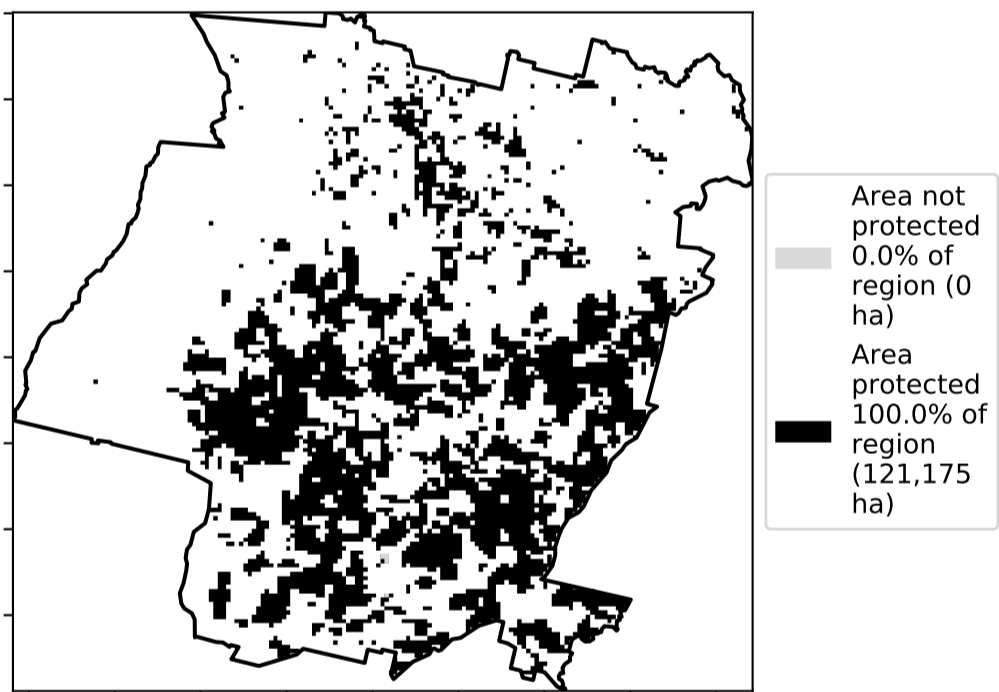 Area not
protected
0.0% of
region (0
ha)
Area
protected
100.0% of
region
(121,175
ha)